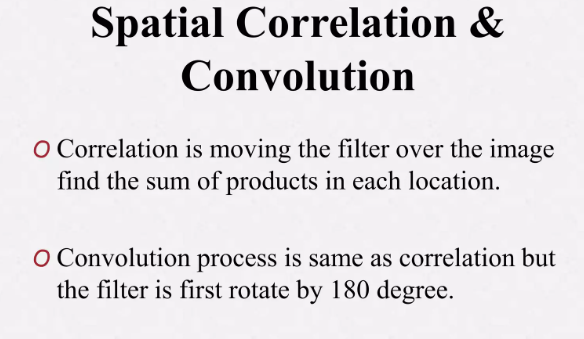 Spatial Correlation &
Convolution
O Correlation is moving the filter over the image
find the sum of products in each location.
O Convolution process is same as correlation but
the filter is first rotate by 180 degree.